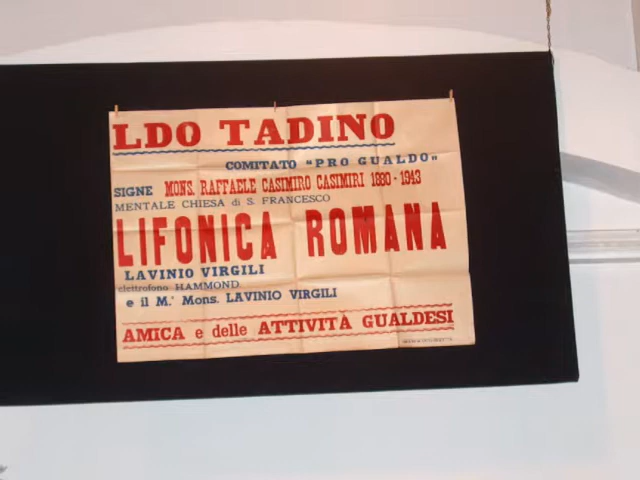 LDO TADINO
COMITATO "PRO GUALDO"
SIGNE MONS. RAFFAELE CASIMIRO CASIMIRI 1880 - 1943
MENTALE CHIESA di S. FRANCESCO
LIFONICA ROMANA
LAVINIO VIRGILI
elettrofono HAMMOND
e il M.° Mons. LAVINIO VIRGILI
AMICA e delle ATTIVITÀ GUALDESI